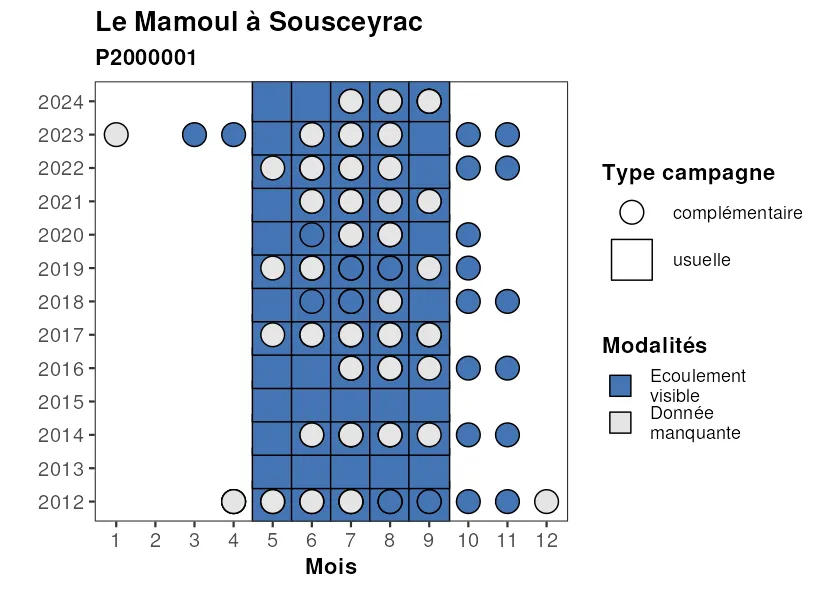 Le Mamoul à Sousceyrac
P2000001
2024
2023
2022
2021
2020
2019
2018
2017
2016
2015
2014
2013
2012
1 2 3 4 5 6 7 8 9 10 11 12
Mois
Type campagne
complémentaire
usuelle
Modalités
Ecoulement
visible
Donnée
manquante